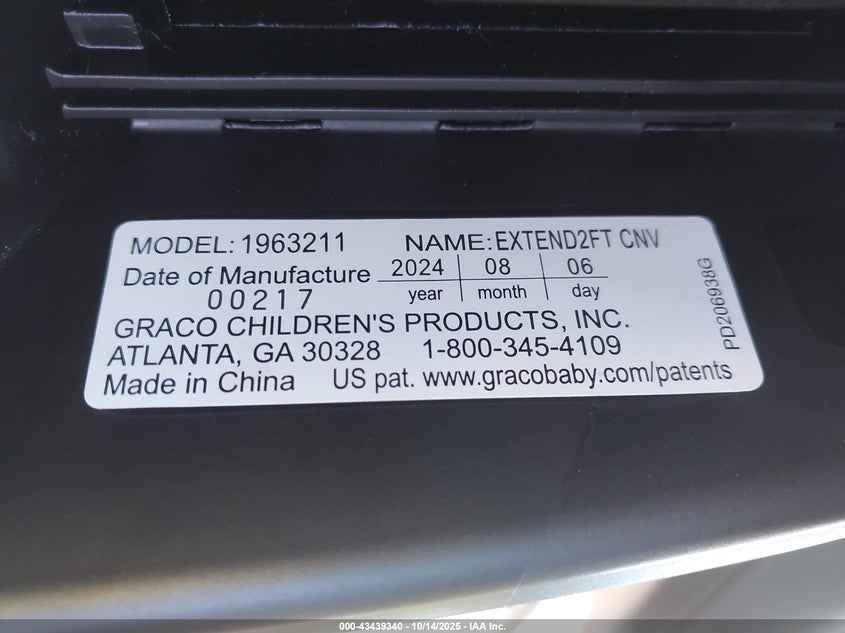 MODEL: 1963211 NAME: EXTEND2FT CNV
Date of Manufacture 2024 08 06
00217 year month day
GRACO CHILDREN'S PRODUCTS, INC.
ATLANTA, GA 30328 1-800-345-4109
Made in China US pat. www.gracobaby.com/patents
PD206938G
000-43439340 - 10/14/2025 - IAA Inc.